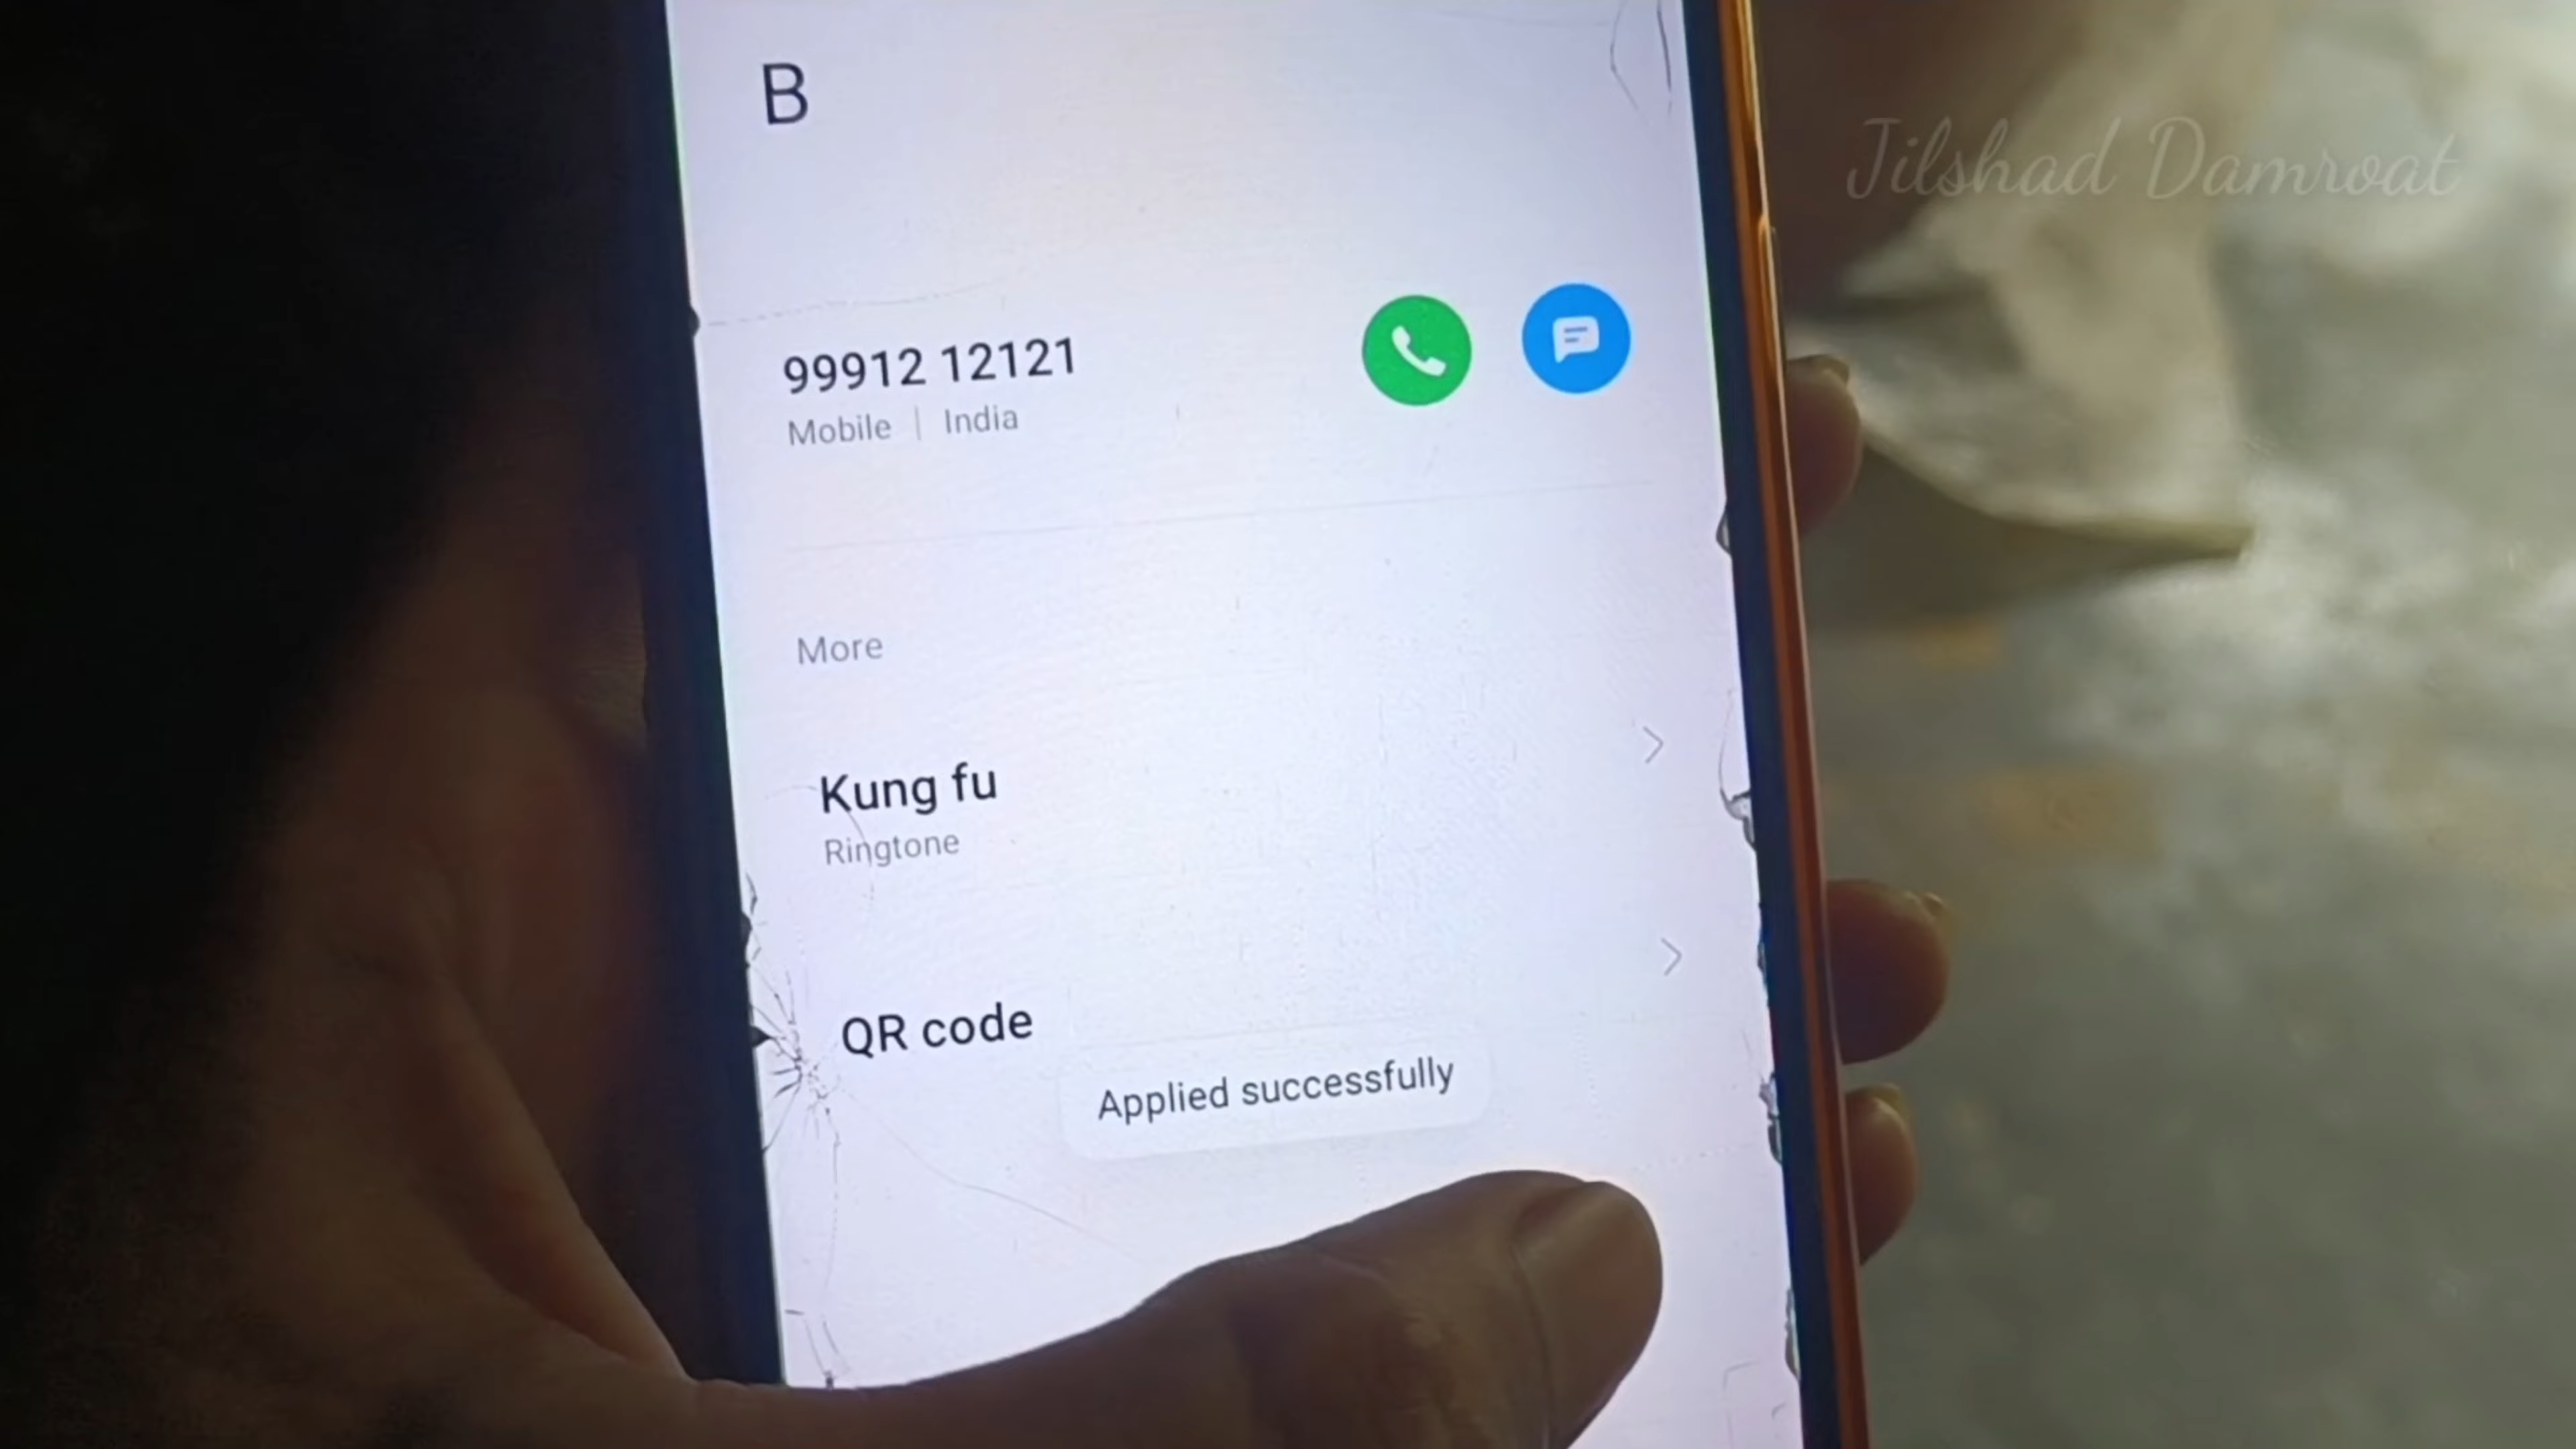 B
Jilshad Damroat
99912 12121
Mobile | India
More
Kung fu
Ringtone
QR code
Applied successfully